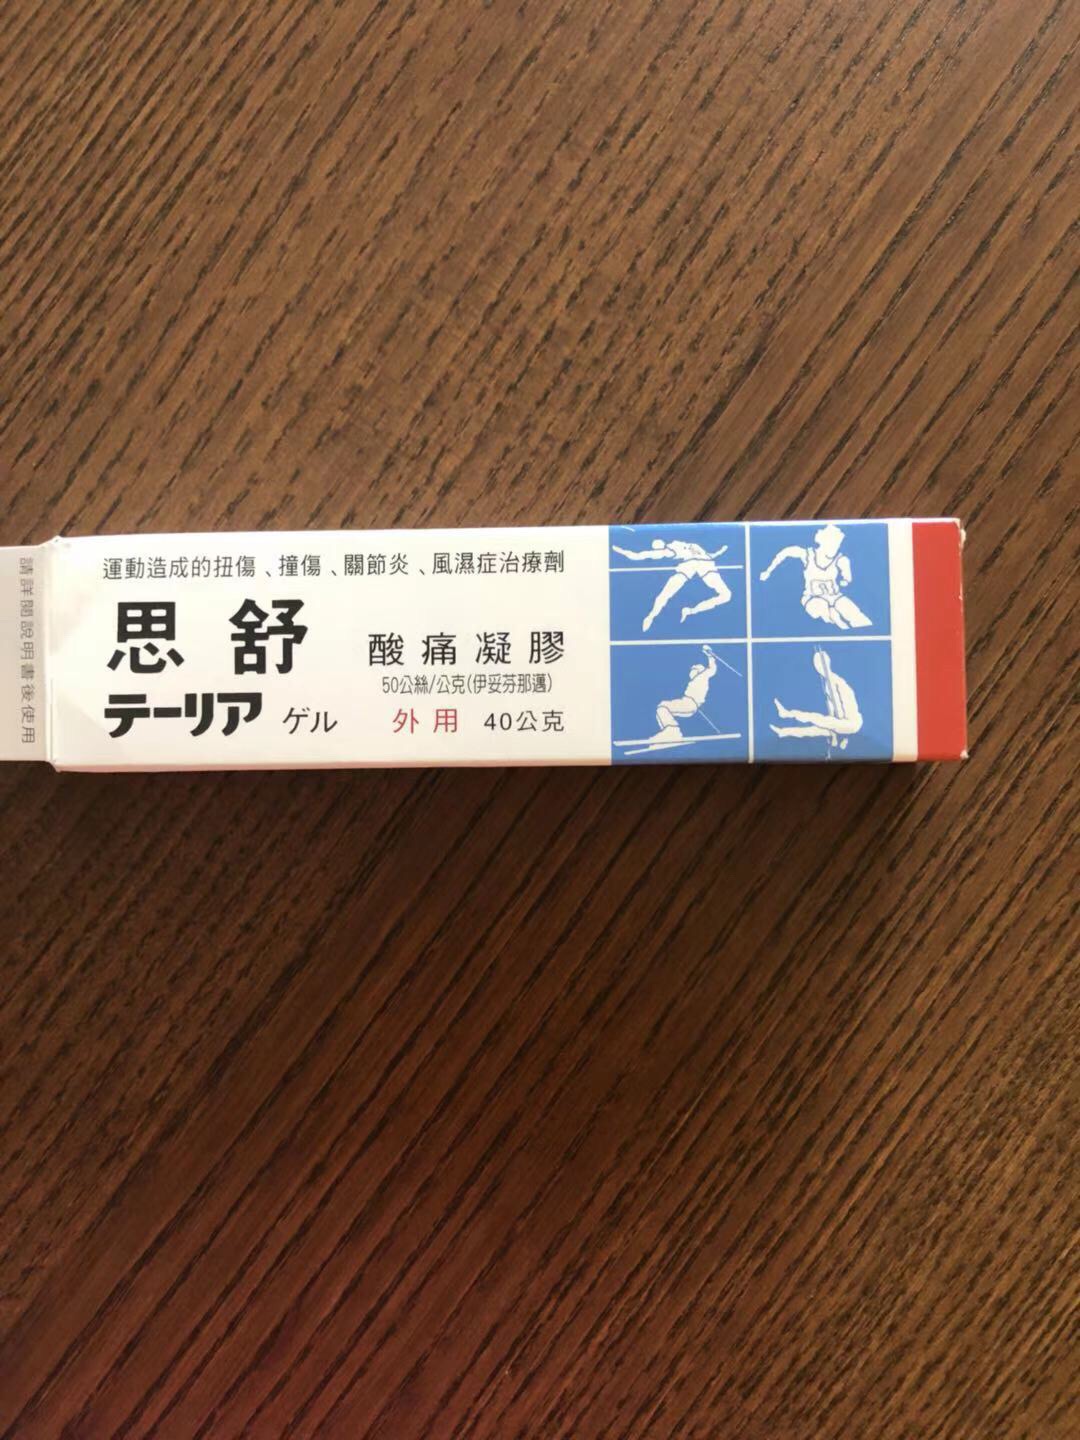 請詳閱說明書後使用
運動造成的扭傷、撞傷、關節炎、風濕症治療劑
思舒
酸痛凝膠
50公絲/公克(伊妥芬那邁)
テーリア ゲル
外用 40公克